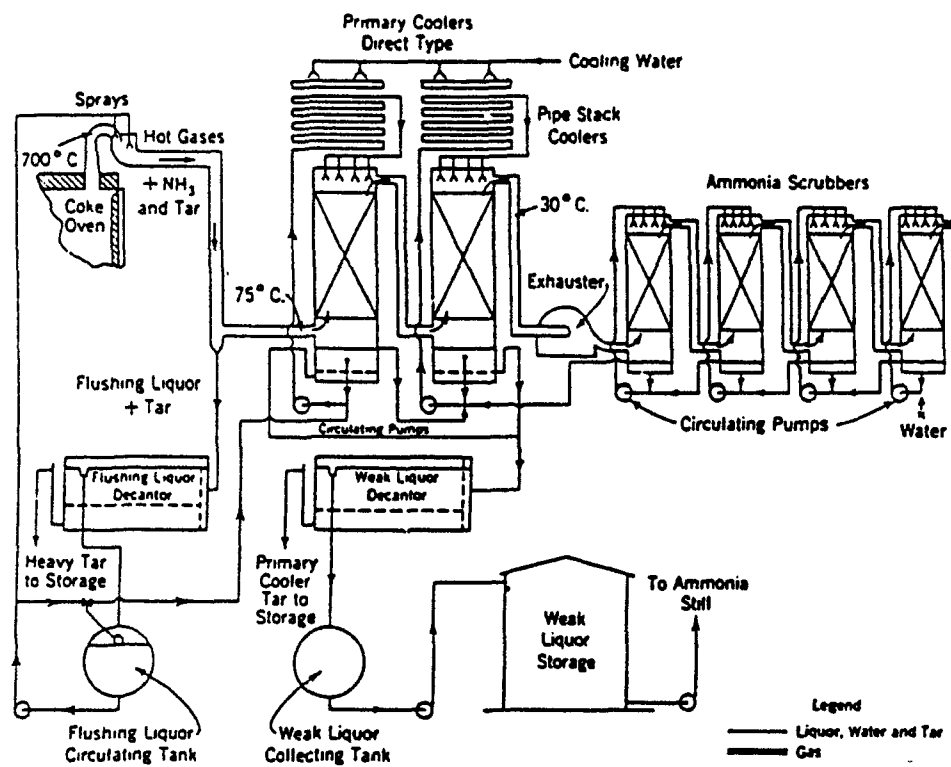 Primary Coolers
Direct Type
Cooling Water
Sprays
Hot Gases
Pipe Stack
Coolers
700° C
+ NH3
and Tar
Coke
Oven
30° C.
Ammonia Scrubbers
Exhauster
75° C.
Flushing Liquor
+ Tar
Circulating Pumps
Circulating Pumps
Water
Flushing Liquor
Decantor
Weak Liquor
Decantor
Heavy Tar
to Storage
Primary
Cooler
Tar to
Storage
Weak
Liquor
Storage
To Ammonia
Still
Flushing Liquor
Circulating Tank
Weak Liquor
Collecting Tank
Legend
Liquor, Water and Tar
Gas